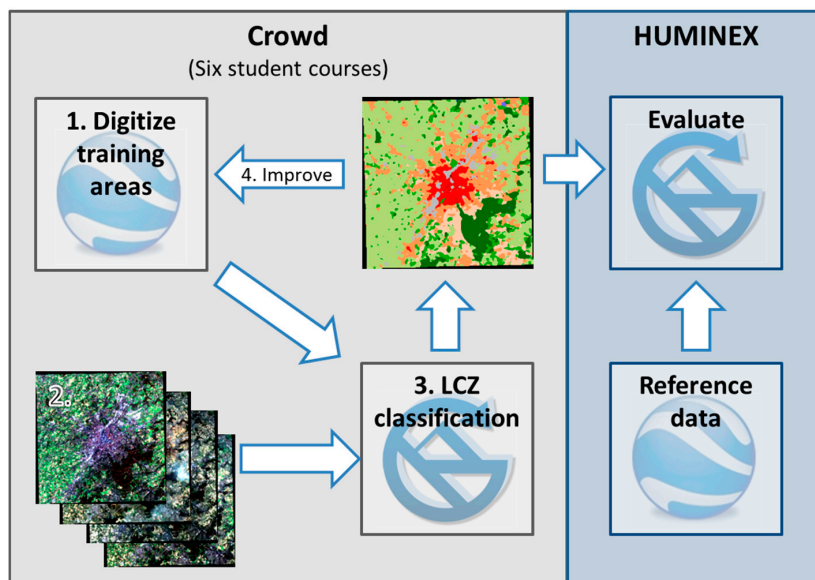 Crowd
(Six student courses)
HUMINEX
1. Digitize
training
areas
4. Improve
Evaluate
2.
3. LCZ
classification
Reference
data